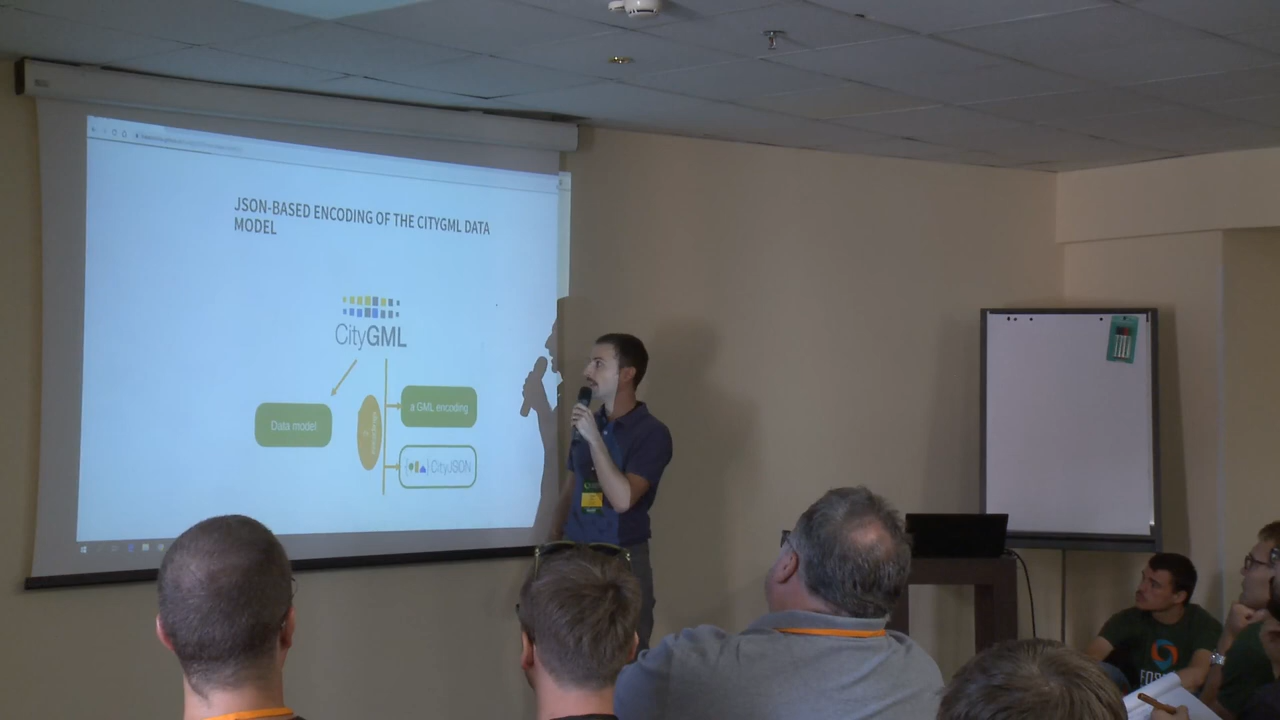 JSON-BASED ENCODING OF THE CITYGML DATA
MODEL
CityGML
Data model
a GML encoding
CityJSON